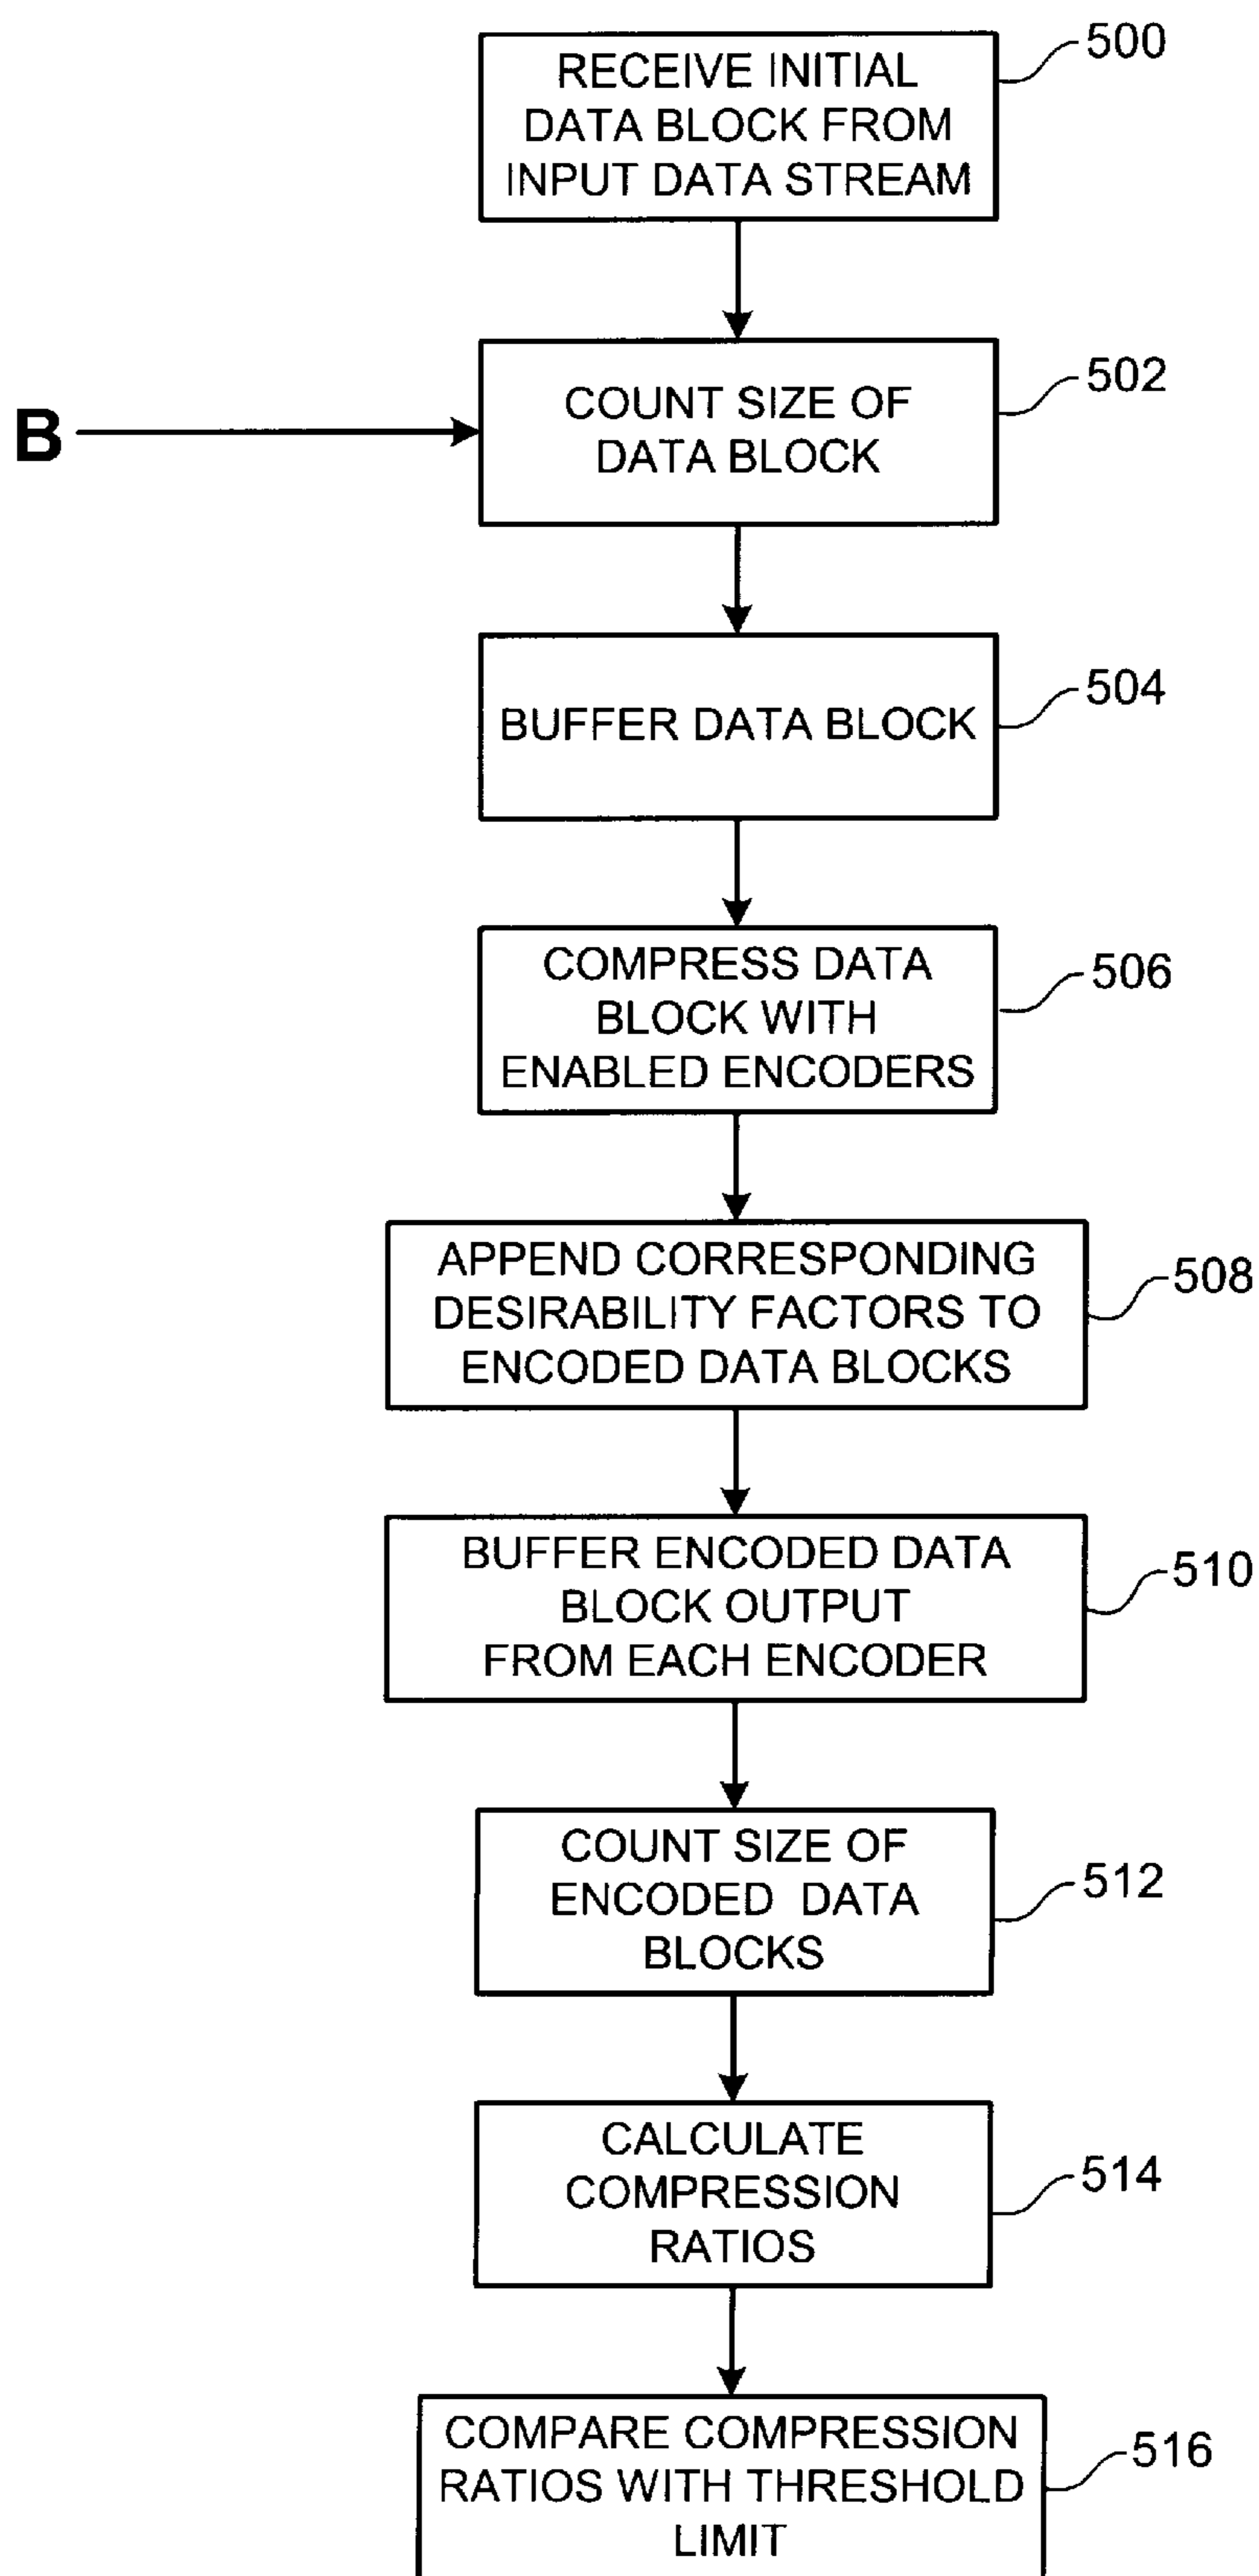 500
RECEIVE INITIAL
DATA BLOCK FROM
INPUT DATA STREAM
502
COUNT SIZE OF
DATA BLOCK
B
504
BUFFER DATA BLOCK
506
COMPRESS DATA
BLOCK WITH
ENABLED ENCODERS
508
APPEND CORRESPONDING
DESIRABILITY FACTORS TO
ENCODED DATA BLOCKS
510
BUFFER ENCODED DATA
BLOCK OUTPUT
FROM EACH ENCODER
512
COUNT SIZE OF
ENCODED DATA
BLOCKS
514
CALCULATE
COMPRESSION
RATIOS
516
COMPARE COMPRESSION
RATIOS WITH THRESHOLD
LIMIT